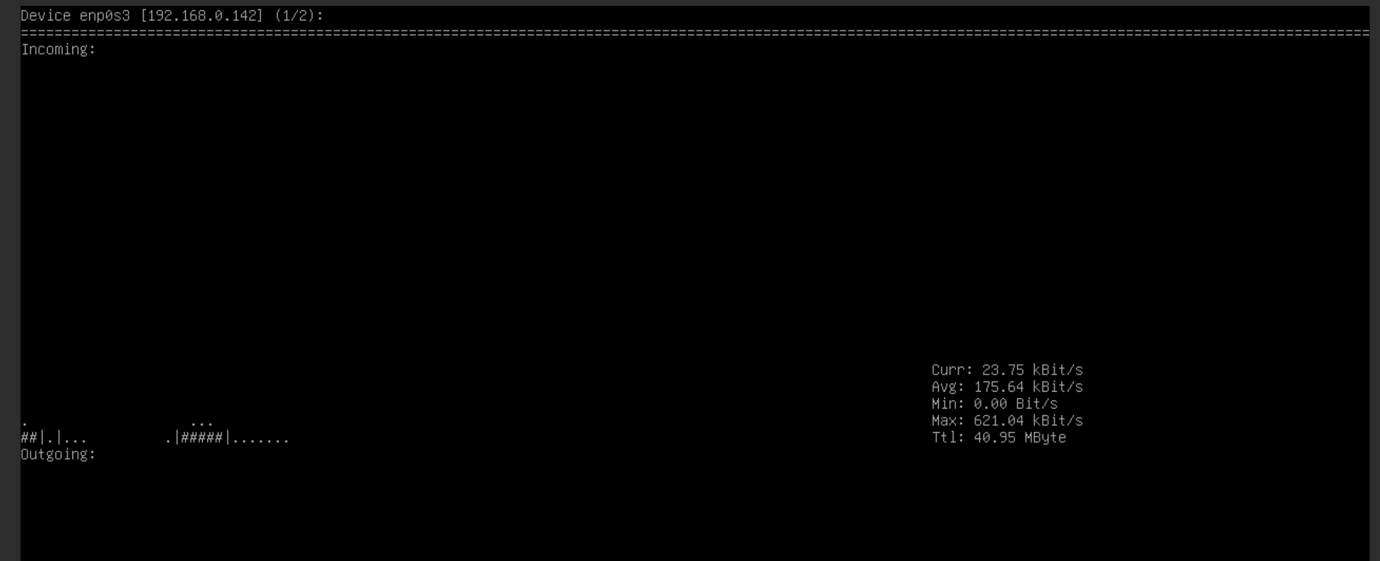 Device enp0s3 [192.168.0.142] (1/2):
================================================================================================================================================================
Incoming:
Curr: 23.75 kBit/s
Avg: 175.64 kBit/s
Min: 0.00 Bit/s
.                    ... Max: 621.04 kBit/s
##|.|...         .|#####|....... Ttl: 40.95 MByte
Outgoing: